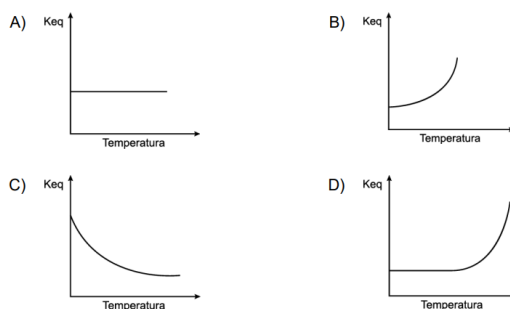 A) Keq
Temperatura
B) Keq
Temperatura
C) Keq
Temperatura
D) Keq
Temperatura